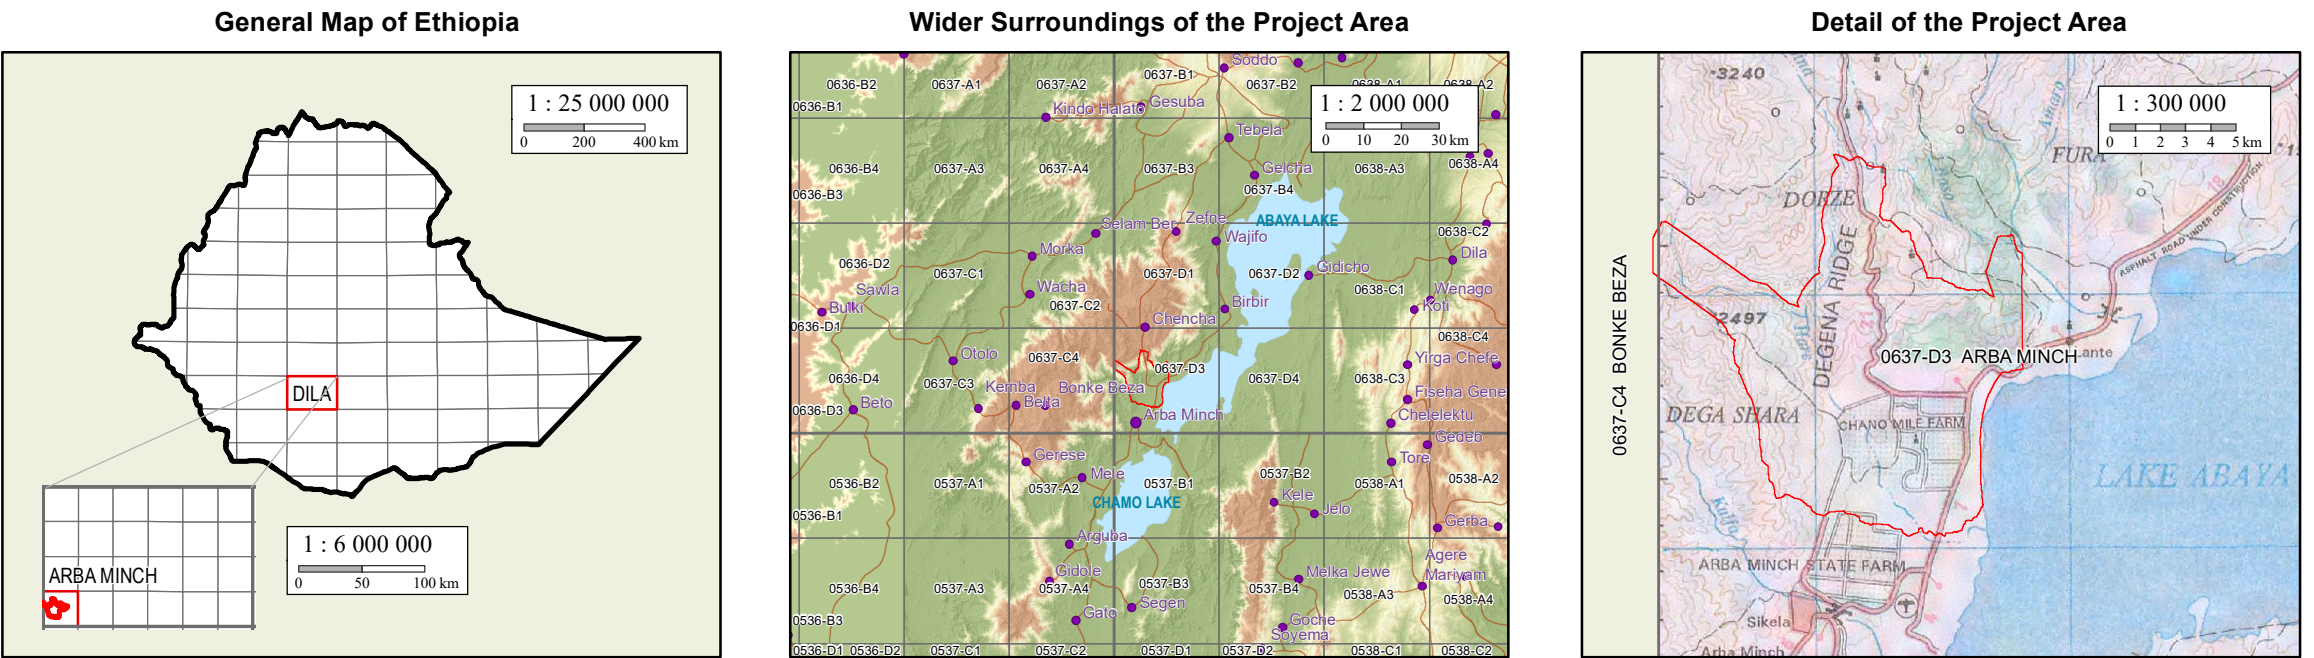 General Map of Ethiopia
1 : 25 000 000
0 200 400 km
DILA
ARBA MINCH
1 : 6 000 000
0 50 100 km
Wider Surroundings of the Project Area
Soddo
0636-B2 0637-A1 0637-A2 0637-B1 0637-B2 0638-A1 0638-A2
0636-B1
Kindo Halato Gesuba
1 : 2 000 000
0 10 20 30 km
Tebela
0636-B4 0637-A3 0637-A4 0637-B3 Gelcha 0638-A3 0638-A4
0636-B3
0637-B4
Selam Ber Zefne ABAYA LAKE
Wajifo
0638-C2
Morka
Dila
0636-D2 0637-C1 0637-D1 0637-D2 Gidicho
Sawla Wacha 0638-C1 Wenago
Bulki 0637-C2 Birbir Koti
0636-D1 Chencha
0638-C4
Otolo 0637-C4 Yirga Chefe
0637-D3
0636-D4 0637-C3 Kemba Bonke Beza 0637-D4 0638-C3
Fiseha Gene
0636-D3 Beto Belta Arba Minch Chelelektu
Gedeb
Gerese Tore
Mele 0537-B2
0536-B2 0537-A1 0537-A2 0537-B1 0538-A1 0538-A2
CHAMO LAKE Kele
0536-B1 Jelo Gerba
Arguba
Agere
Gidole Melka Jewe Mariyam
0536-B4 0537-A3 0537-A4 0537-B3 0537-B4 0538-A3 0538-A4
Gato Segen Goche
0536-B3 Soyema
0536-D1 0536-D2 0537-C1 0537-C2 0537-D1 0537-D2 0538-C1 0538-C2
Detail of the Project Area
3240
1 : 300 000
0 1 2 3 4 5 km
FURA
DORZE
DEGENA RIDGE
ASPHALT ROAD UNDER CONSTRUCTION
0637-C4 BONKE BEZA
2497
0637-D3 ARBA MINCH
Lante
DEGA SHARA
CHANO MILE FARM
LAKE ABAYA
Kulfo
ARBA MINCH STATE FARM
Sikela
Arba Minch